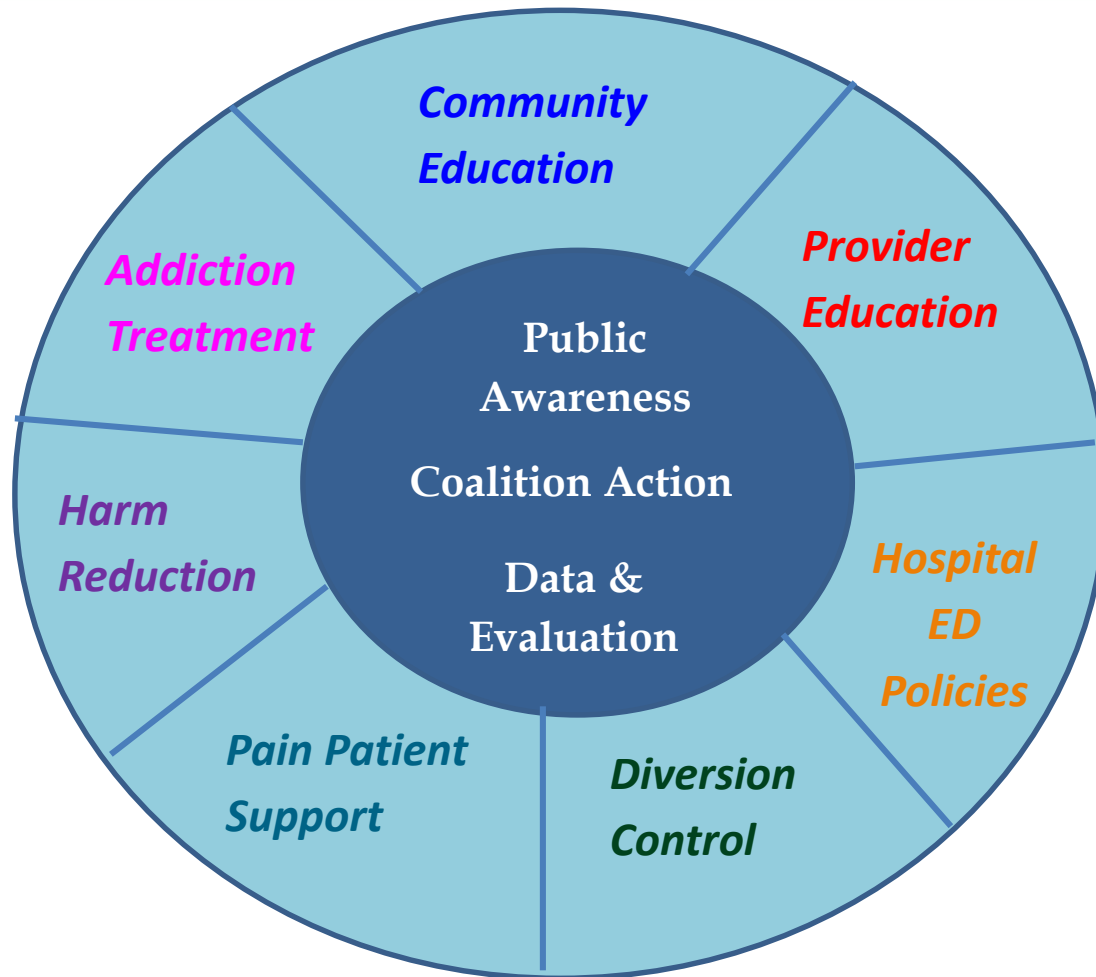 Community
Education
Provider
Education
Hospital
ED
Policies
Diversion
Control
Pain Patient
Support
Harm
Reduction
Addiction
Treatment
Public
Awareness
Coalition Action
Data &
Evaluation